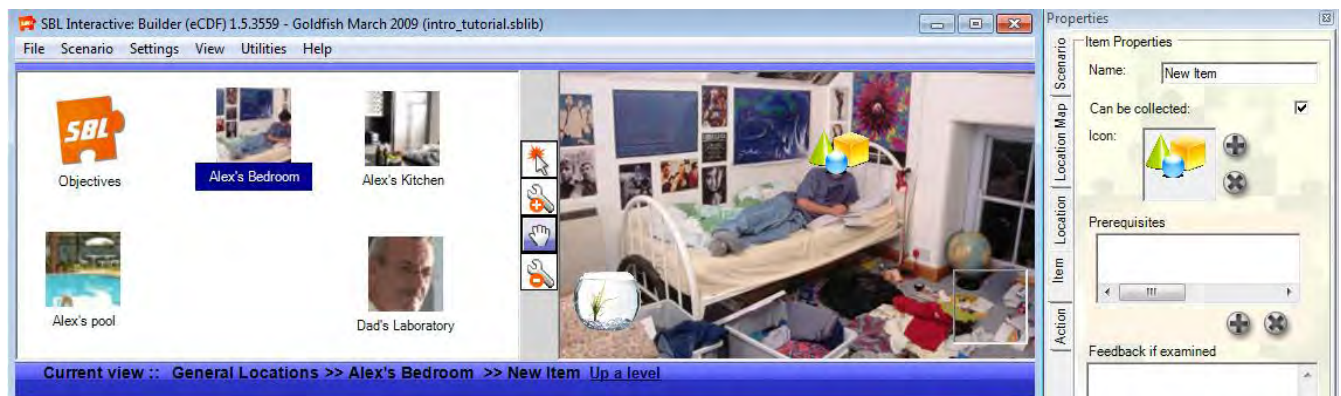 SBL Interactive: Builder (eCDF) 1.5.3559 - Goldfish March 2009 (intro_tutorial.sblib)
File Scenario Settings View Utilities Help
SBL
Objectives
Alex's Bedroom
Alex's Kitchen
Alex's pool
Dad's Laboratory
Current view :: General Locations >> Alex's Bedroom >> New Item Up a level
Properties
Scenario
Location Map
Location
Item
Action
Item Properties
Name: New Item
Can be collected:
Icon:
Prerequisites
Feedback if examined